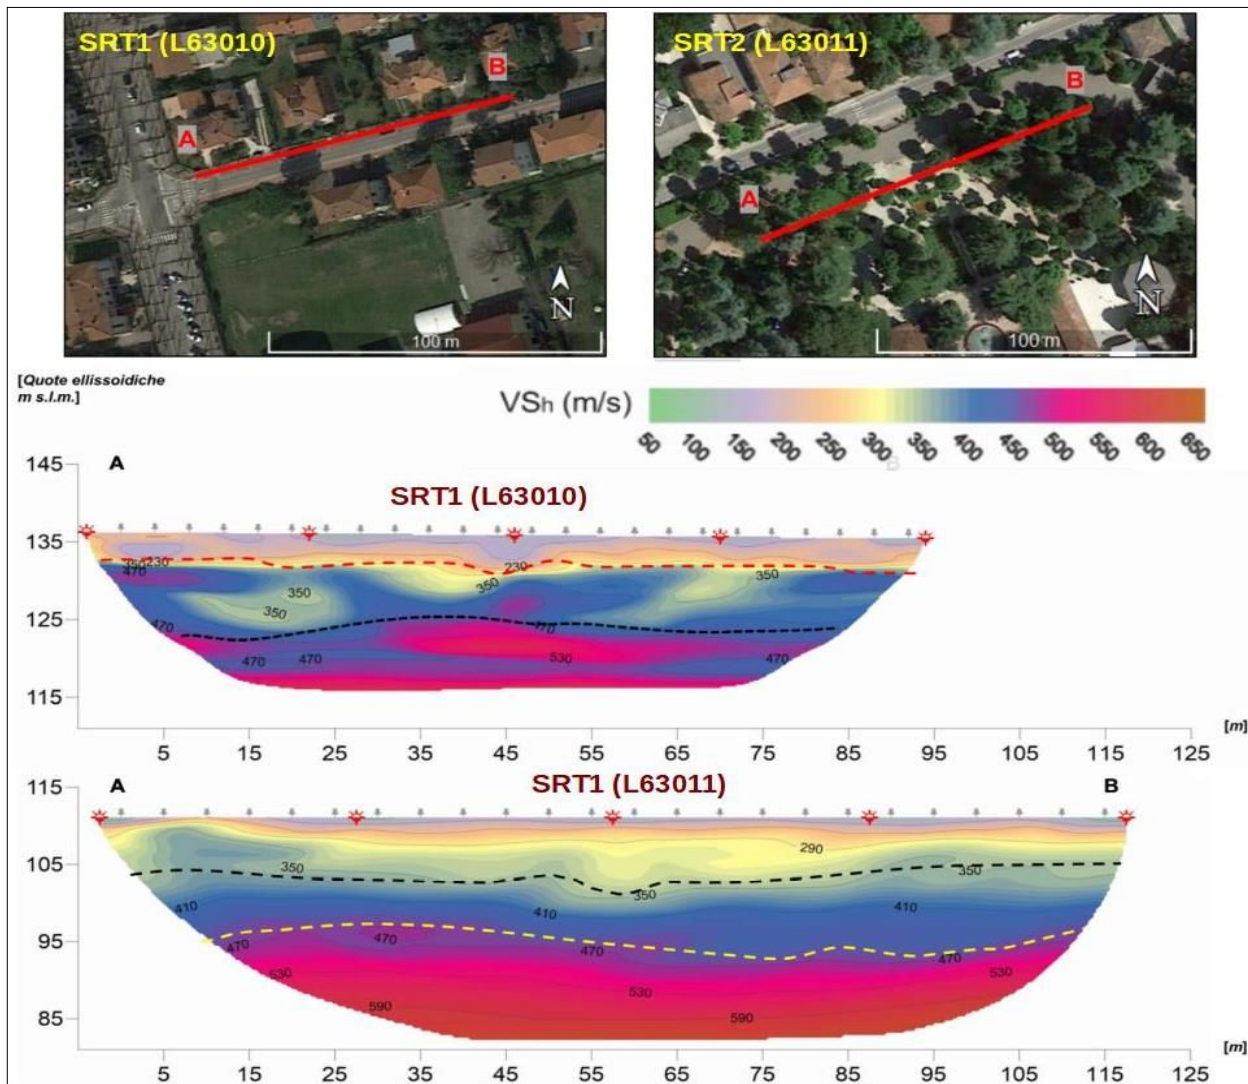 SRT1 (L63010)
A
B
N
100 m
SRT2 (L63011)
A
B
N
100 m
[Quote ellissoidiche
m s.l.m.]
VSh (m/s)
50 100 150 200 250 300 350 400 450 500 550 600 650
B
145
A
SRT1 (L63010)
135
350 230 230 350
470 350
350
125
350
470 470
470 470 530 470
115
[m]
5 15 25 35 45 55 65 75 85 95 105 115 125
115
A
SRT1 (L63011)
B
290
105
350 350 350
410 410 410
95
470 470 470 470
530 530 530
590 590
85
[m]
5 15 25 35 45 55 65 75 85 95 105 115 125